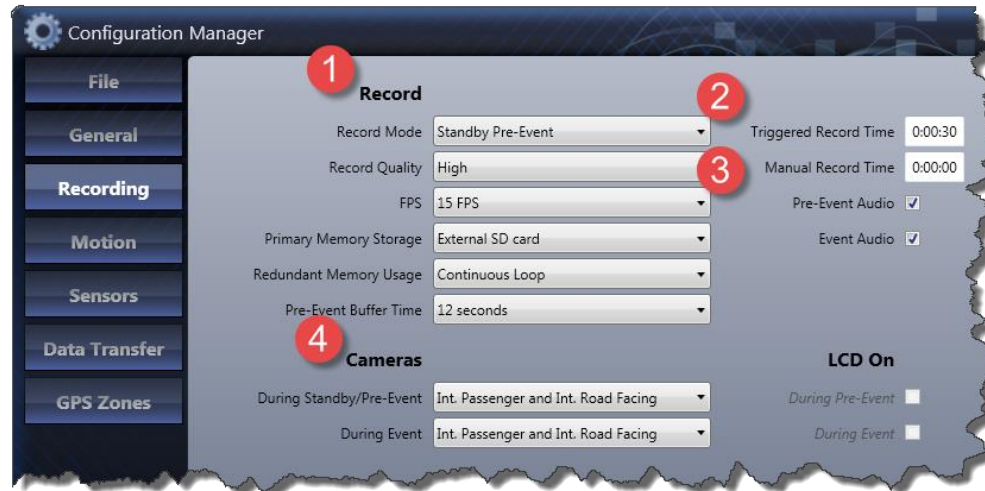 Configuration Manager
File
General
Recording
Motion
Sensors
Data Transfer
GPS Zones
1
Record
2
Record Mode Standby Pre-Event
Triggered Record Time 0:00:30
Record Quality High
3
Manual Record Time 0:00:00
FPS 15 FPS
Pre-Event Audio
Primary Memory Storage External SD card
Event Audio
Redundant Memory Usage Continuous Loop
Pre-Event Buffer Time 12 seconds
4
Cameras
LCD On
During Standby/Pre-Event Int. Passenger and Int. Road Facing
During Pre-Event
During Event Int. Passenger and Int. Road Facing
During Event